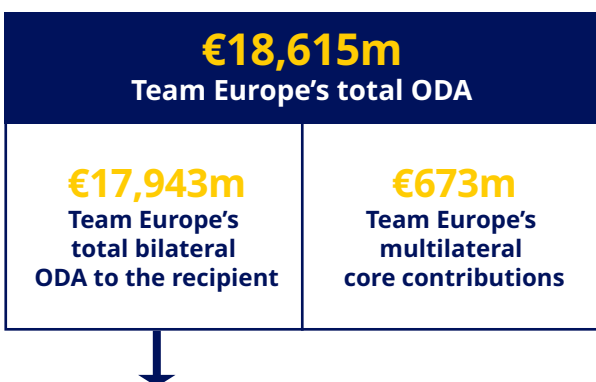 €18,615m
Team Europe’s total ODA
€17,943m
Team Europe’s
total bilateral
ODA to the recipient
€673m
Team Europe’s
multilateral
core contributions